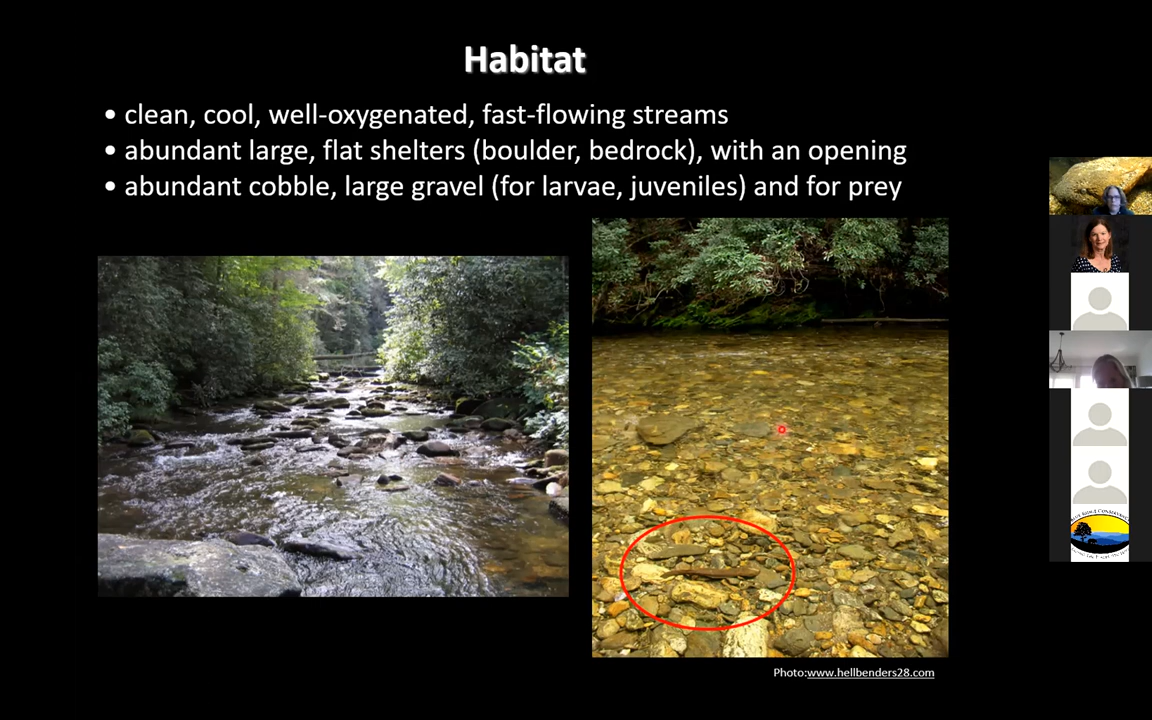 Habitat
• clean, cool, well-oxygenated, fast-flowing streams
• abundant large, flat shelters (boulder, bedrock), with an opening
• abundant cobble, large gravel (for larvae, juveniles) and for prey
Photo:www.hellbenders28.com